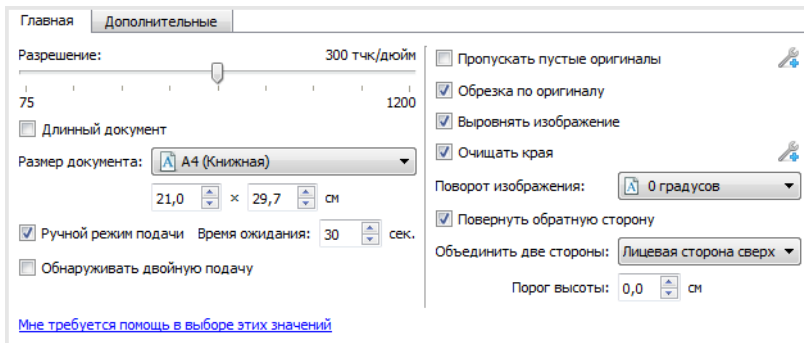 Главная Дополнительные
Разрешение: 300 тчк/дюйм
75 1200
Длинный документ
Размер документа: A4 (Книжная)
21,0 × 29,7 см
Ручной режим подачи Время ожидания: 30 сек.
Обнаруживать двойную подачу
Мне требуется помощь в выборе этих значений
Пропускать пустые оригиналы
Обрезка по оригиналу
Выровнять изображение
Очищать края
Поворот изображения: 0 градусов
Повернуть обратную сторону
Объединить две стороны: Лицевая сторона сверх
Порог высоты: 0,0 см